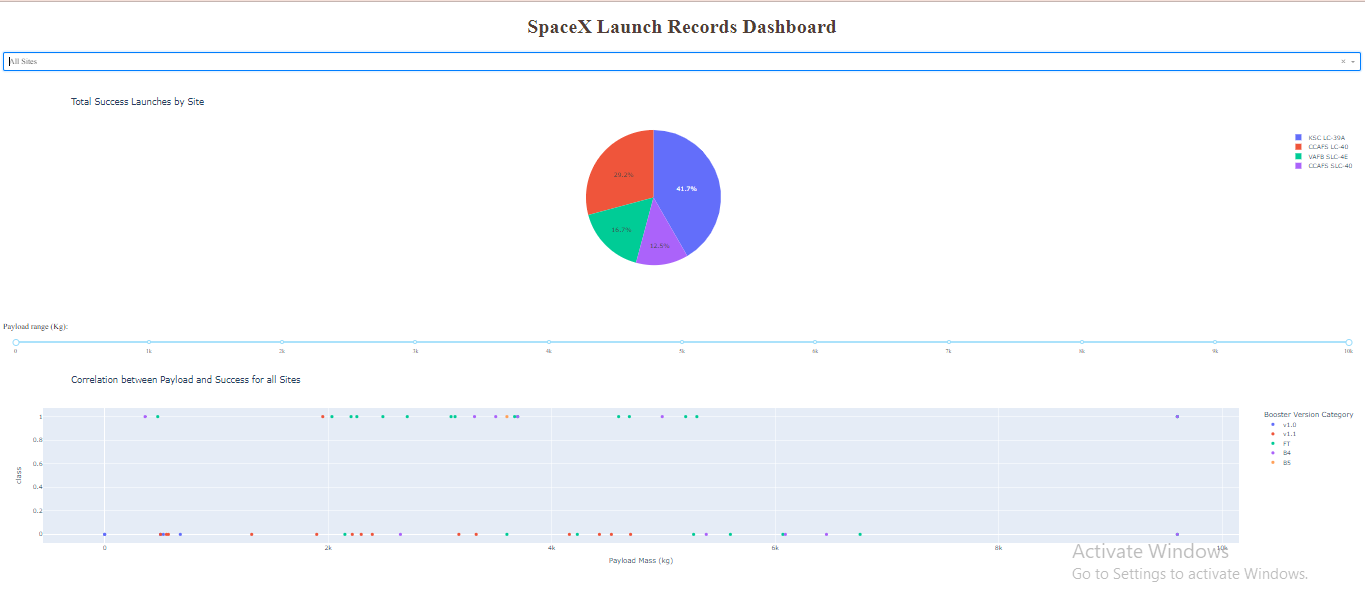 SpaceX Launch Records Dashboard
All Sites
Total Success Launches by Site
KSC LC-39A
CCAFS LC-40
VAFB SLC-4E
CCAFS SLC-40
29.2%
41.7%
16.7%
12.5%
Payload range (Kg):
0 1k 2k 3k 4k 5k 6k 7k 8k 9k 10k
Correlation between Payload and Success for all Sites
Booster Version Category
v1.0
v1.1
FT
B4
B5
class
1
0.8
0.6
0.4
0.2
0
0 2k 4k 6k 8k 10k
Payload Mass (kg)
Activate Windows
Go to Settings to activate Windows.